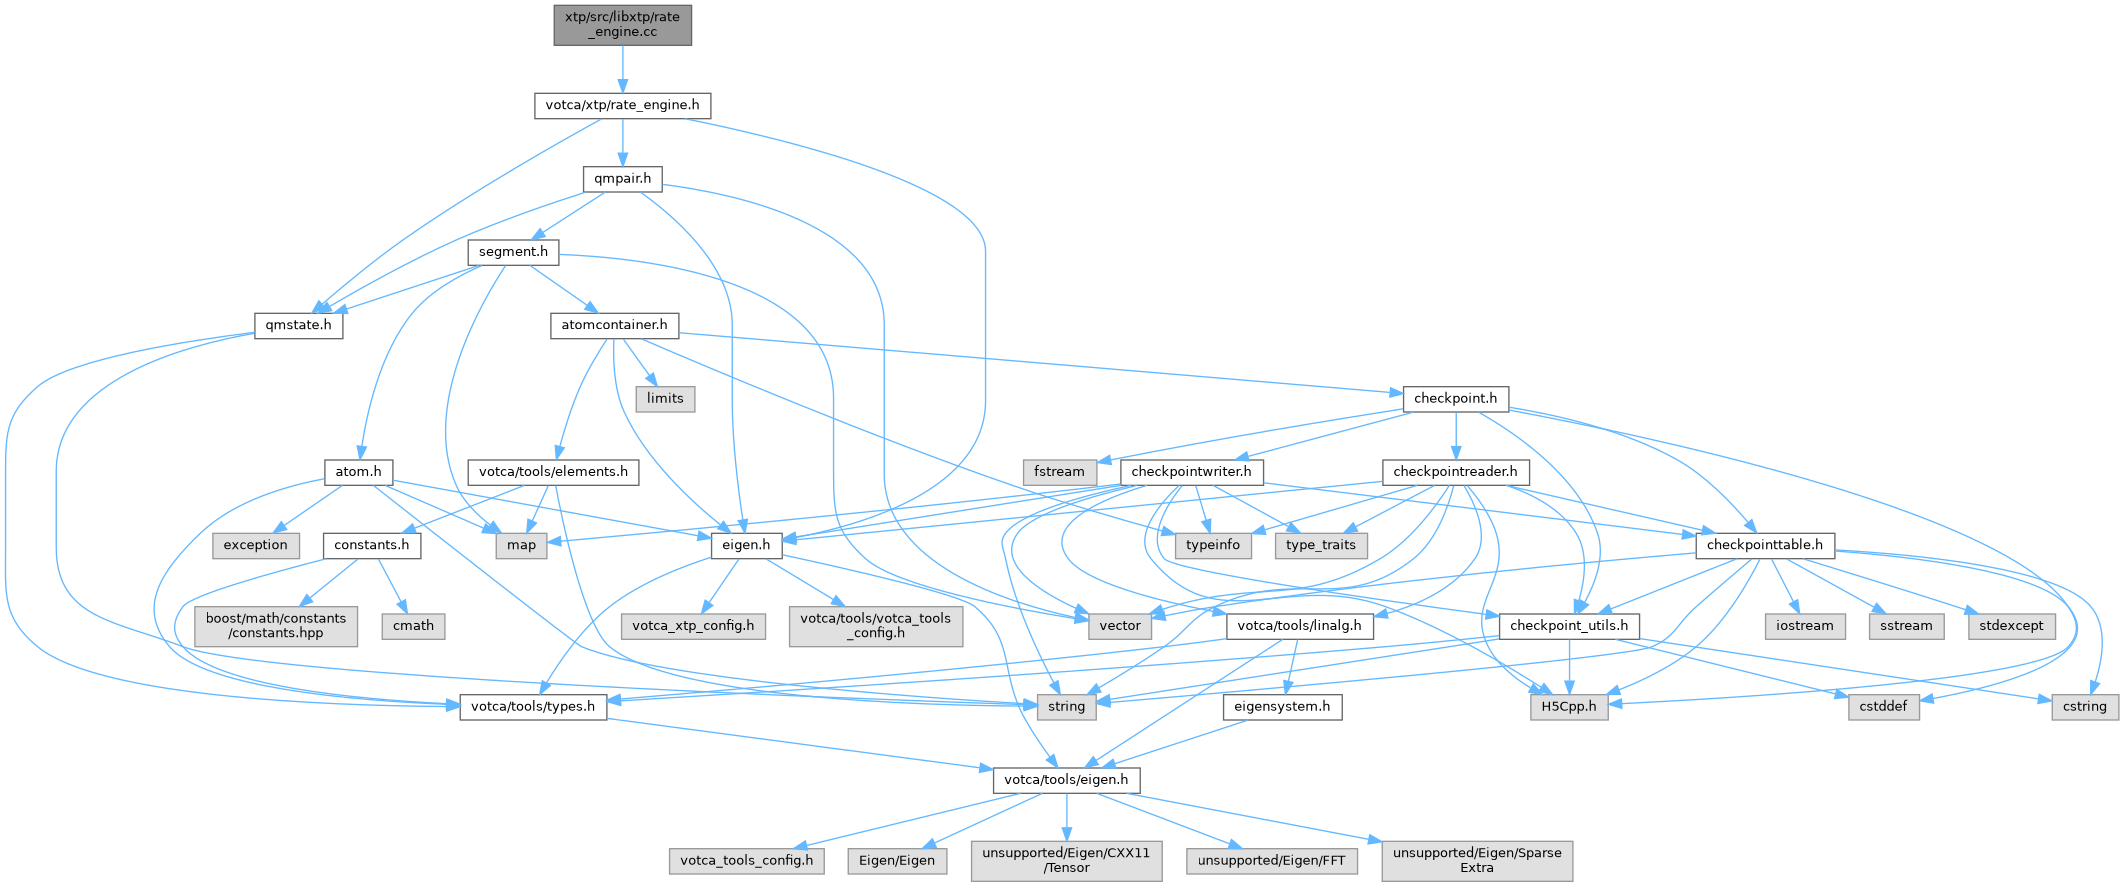 xtp/src/libxtp/rate
_engine.cc
votca/xtp/rate_engine.h
qmpair.h
segment.h
qmstate.h
atomcontainer.h
limits
checkpoint.h
atom.h
votca/tools/elements.h
fstream
checkpointwriter.h
checkpointreader.h
exception
constants.h
map
eigen.h
typeinfo
type_traits
checkpointtable.h
boost/math/constants
/constants.hpp
cmath
votca_xtp_config.h
votca/tools/votca_tools
_config.h
vector
votca/tools/linalg.h
checkpoint_utils.h
iostream
sstream
stdexcept
votca/tools/types.h
string
eigensystem.h
H5Cpp.h
cstddef
cstring
votca/tools/eigen.h
votca_tools_config.h
Eigen/Eigen
unsupported/Eigen/CXX11
/Tensor
unsupported/Eigen/FFT
unsupported/Eigen/Sparse
Extra